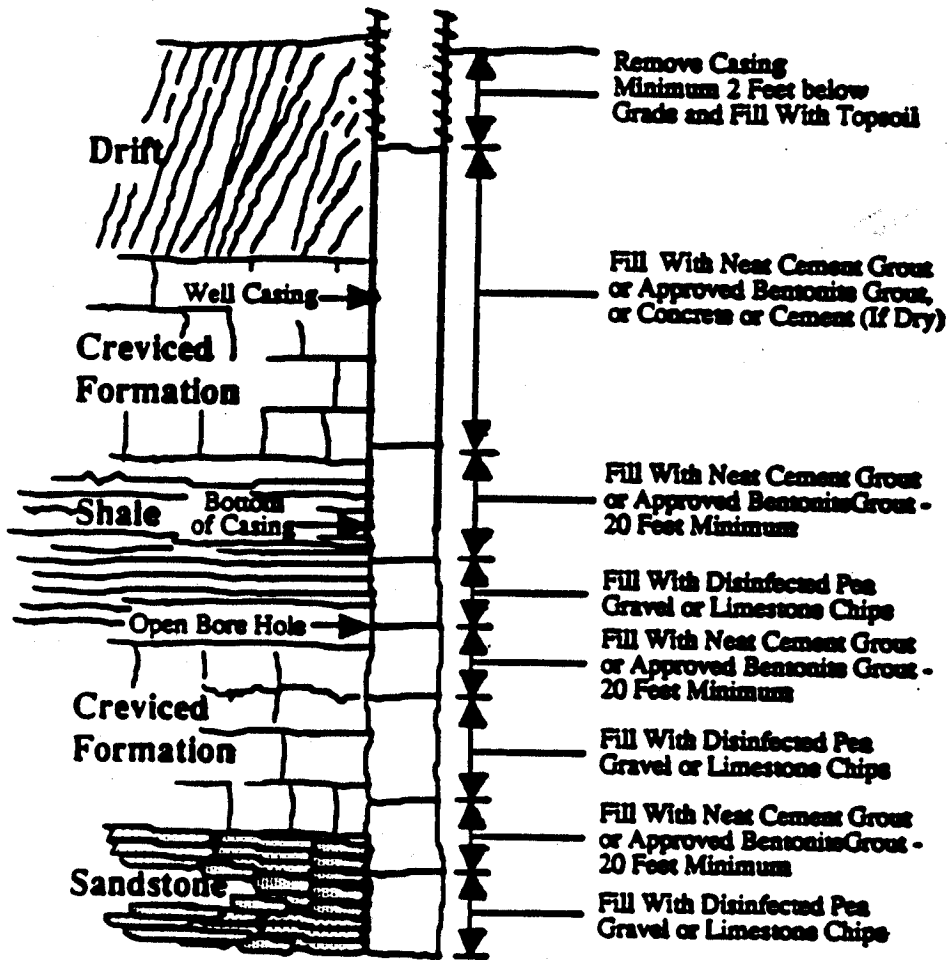 Remove Casing
Minimum 2 Feet below
Grade and Fill With Topsoil
Drift
Fill With Neat Cement Grout
or Approved Bentonite Grout,
or Concrete or Cement (If Dry)
Well Casing
Creviced
Formation
Fill With Neat Cement Grout
or Approved BentoniteGrout -
20 Feet Minimum
Shale
Bottom
of Casing
Fill With Disinfected Pea
Gravel or Limestone Chips
Open Bore Hole
Fill With Neat Cement Grout
or Approved Bentonite Grout -
20 Feet Minimum
Creviced
Formation
Fill With Disinfected Pea
Gravel or Limestone Chips
Fill With Neat Cement Grout
or Approved BentoniteGrout -
20 Feet Minimum
Sandstone
Fill With Disinfected Pea
Gravel or Limestone Chips